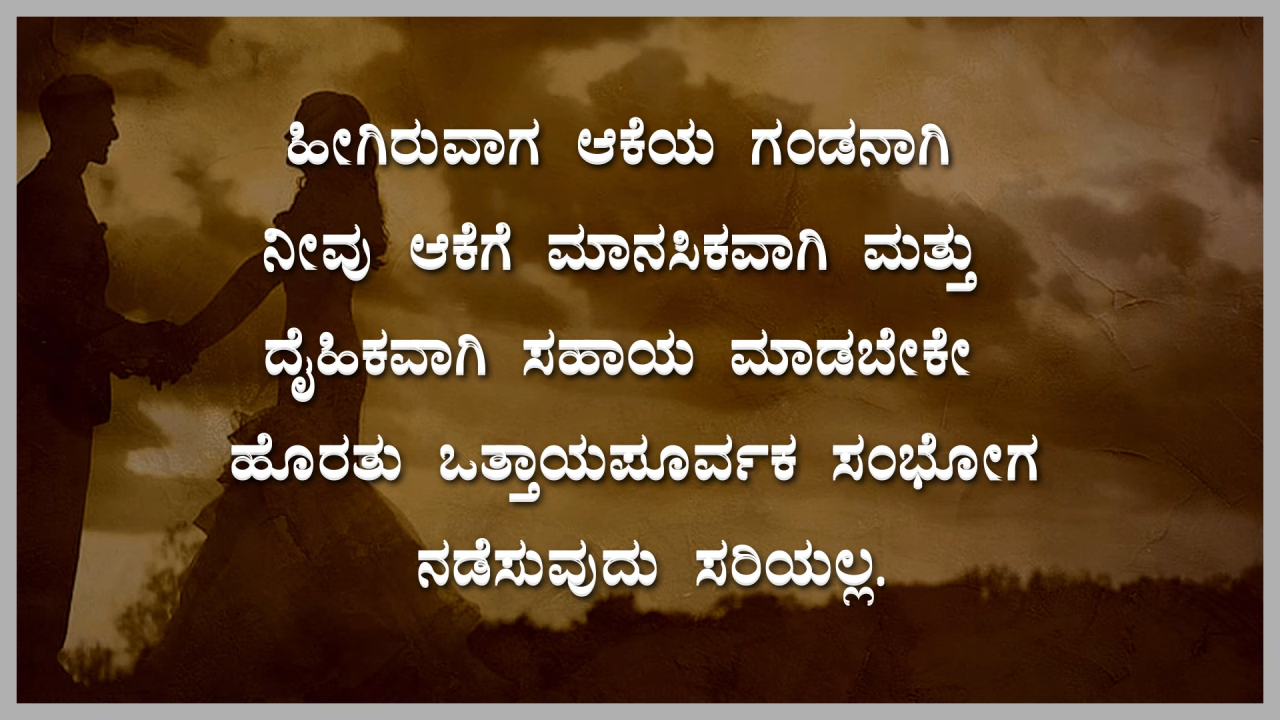 ಹೀಗಿರುವಾಗ ಆಕೆಯ ಗಂಡನಾಗಿ
ನೀವು ಆಕೆಗೆ ಮಾನಸಿಕವಾಗಿ ಮತ್ತು
ದೈಹಿಕವಾಗಿ ಸಹಾಯ ಮಾಡಬೇಕೇ
ಹೊರತು ಒತ್ತಾಯಪೂರ್ವಕ ಸಂಭೋಗ
ನಡೆಸುವುದು ಸರಿಯಲ್ಲ.